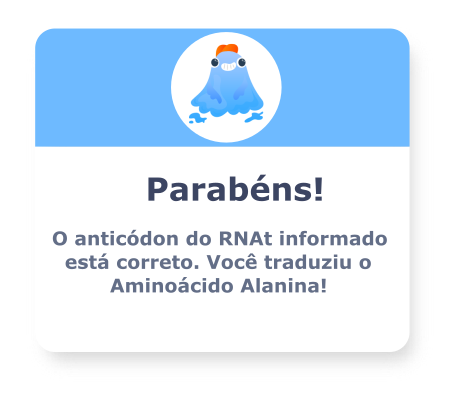 Parabéns!
O anticódon do RNAt informado
está correto. Você traduziu o
Aminoácido Alanina!